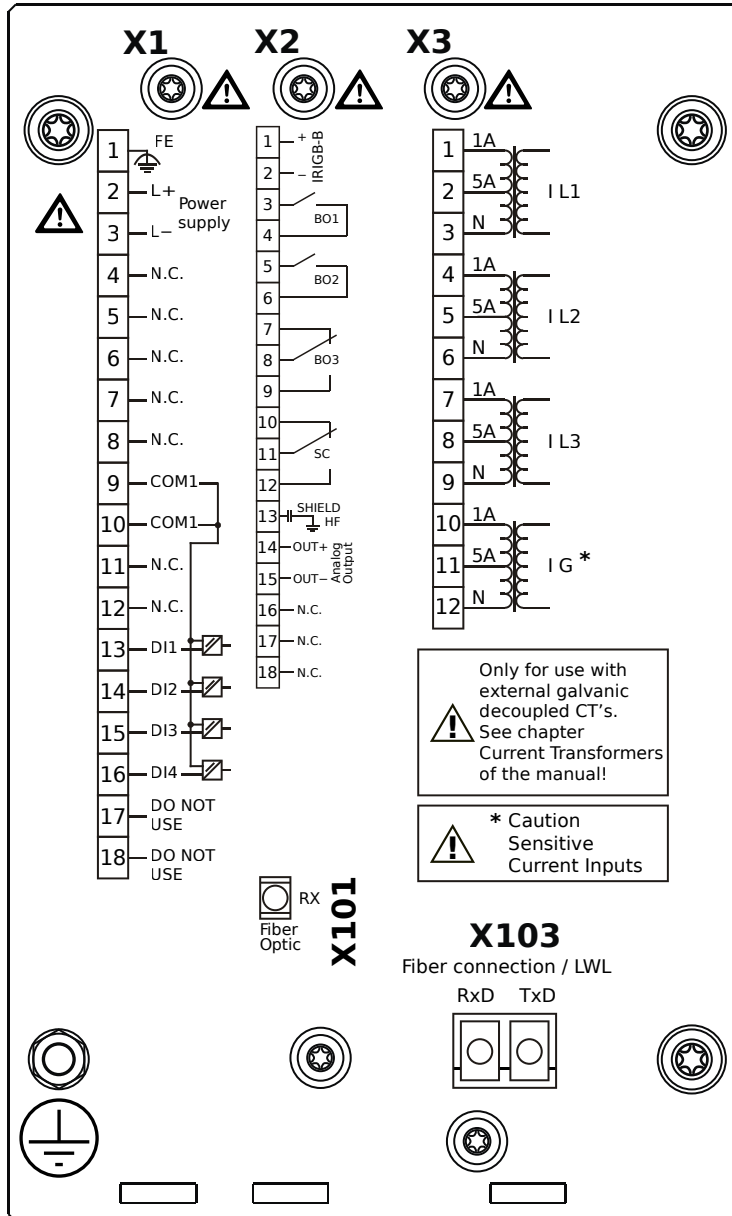 X1
X2
X3
1 FE
2 L+
Power
supply
3 L−
4 N.C.
5 N.C.
6 N.C.
7 N.C.
8 N.C.
9 COM1
10 COM1
11 N.C.
12 N.C.
13 DI1
14 DI2
15 DI3
16 DI4
17 DO NOT
USE
18 DO NOT
USE
1 +
IRIGB-B
2 −
3
BO1
4
5
BO2
6
7
8 BO3
9
10
11 SC
12
13 SHIELD
HF
14 OUT+
Analog
Output
15 OUT−
16 N.C.
17 N.C.
18 N.C.
1 1A
2 5A I L1
3 N
4 1A
5 5A I L2
6 N
7 1A
8 5A I L3
9 N
10 1A
11 5A I G *
12 N
!
!
!
!
! Only for use with
external galvanic
decoupled CT's.
See chapter
Current Transformers
of the manual!
! * Caution
Sensitive
Current Inputs
RX
Fiber
Optic
X101
X103
Fiber connection / LWL
RxD TxD